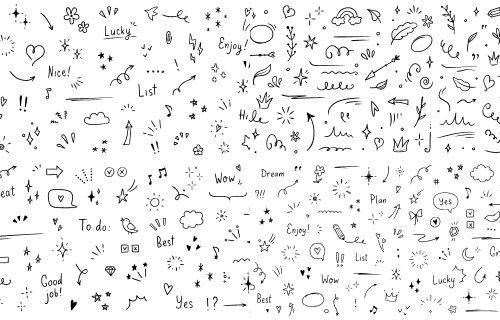 Lucky
Enjoy!
Nice!
List
Wow
Dream
?!!
Plan
Yes
To do:
Best
Enjoy!
List
Good
job!
Wow
Lucky
Yes
!?
Best